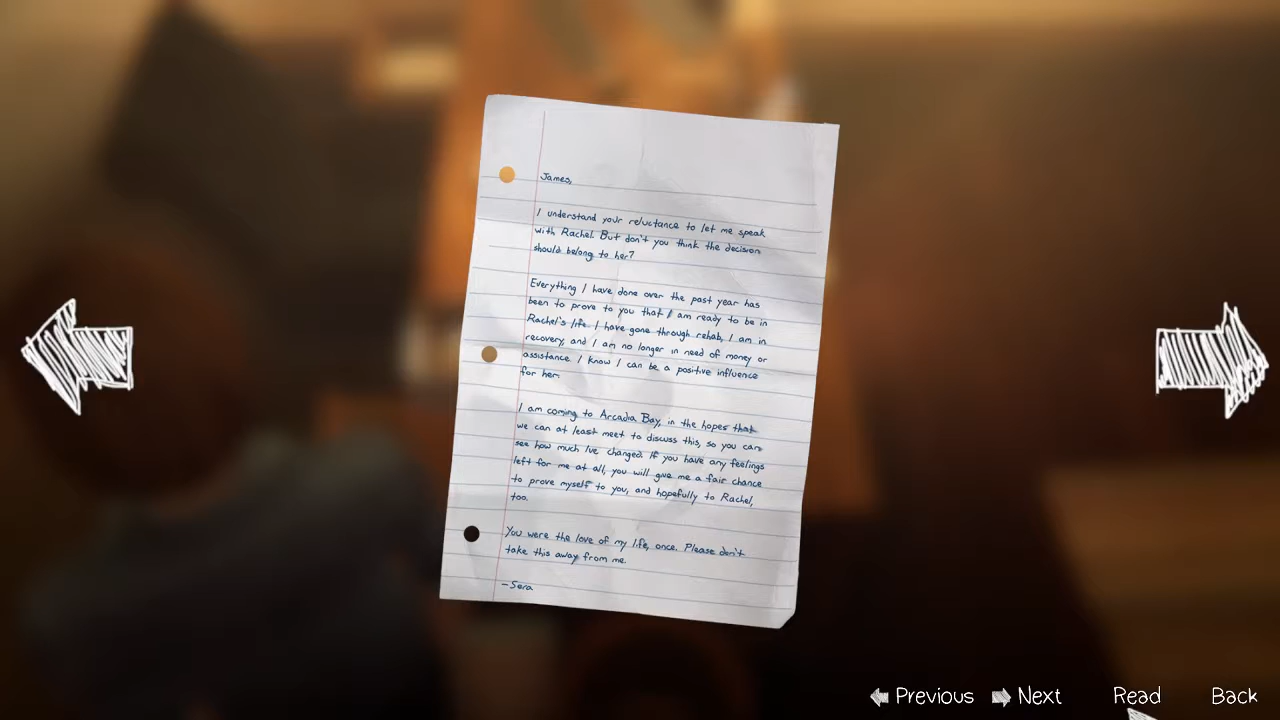 James,
I understand your reluctance to let me speak
with Rachel. But don't you think the decision
should belong to her?
Everything I have done over the past year has
been to prove to you that I am ready to be in
Rachel's life. I have gone through rehab, I am in
recovery, and I am no longer in need of money or
assistance. I know I can be a positive influence
for her.
I am coming to Arcadia Bay, in the hopes that
we can at least meet to discuss this, so you can
see how much I've changed. If you have any feelings
left for me at all, you will give me a fair chance
to prove myself to you, and hopefully to Rachel,
too.
You were the love of my life, once. Please don't
take this away from me.
-Sera
Previous Next Read Back